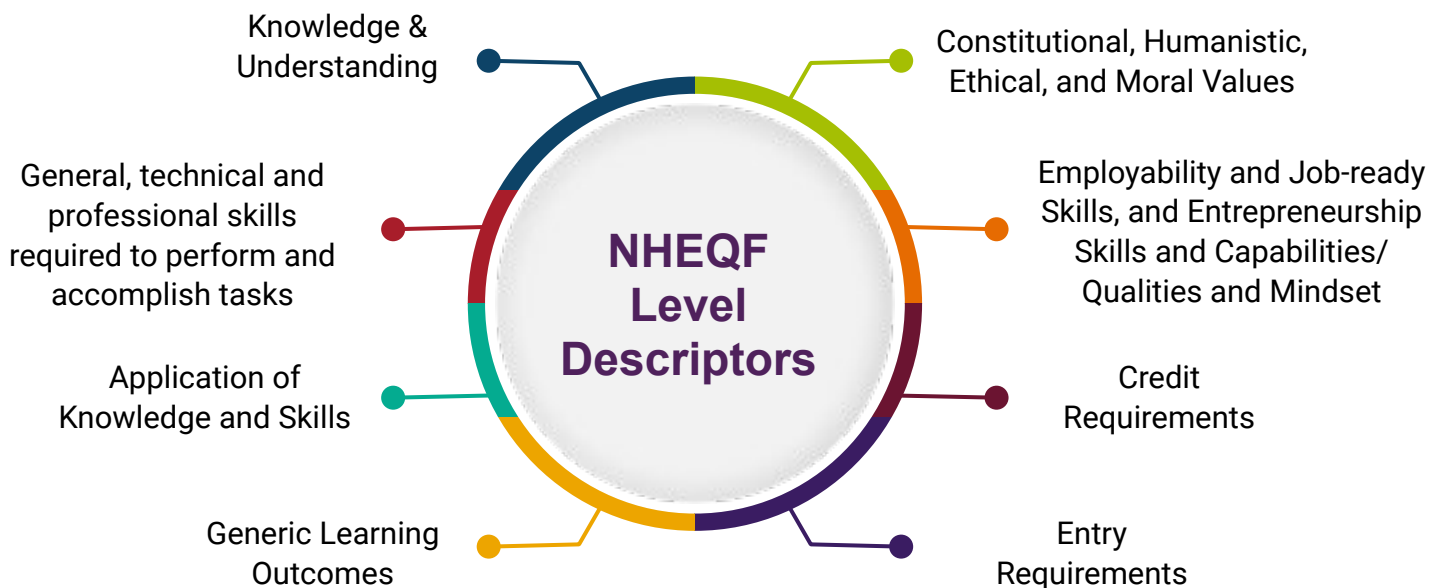 Knowledge &
Understanding
General, technical and
professional skills
required to perform and
accomplish tasks
Application of
Knowledge and Skills
Generic Learning
Outcomes
NHEQF
Level
Descriptors
Constitutional, Humanistic,
Ethical, and Moral Values
Employability and Job-ready
Skills, and Entrepreneurship
Skills and Capabilities/
Qualities and Mindset
Credit
Requirements
Entry
Requirements